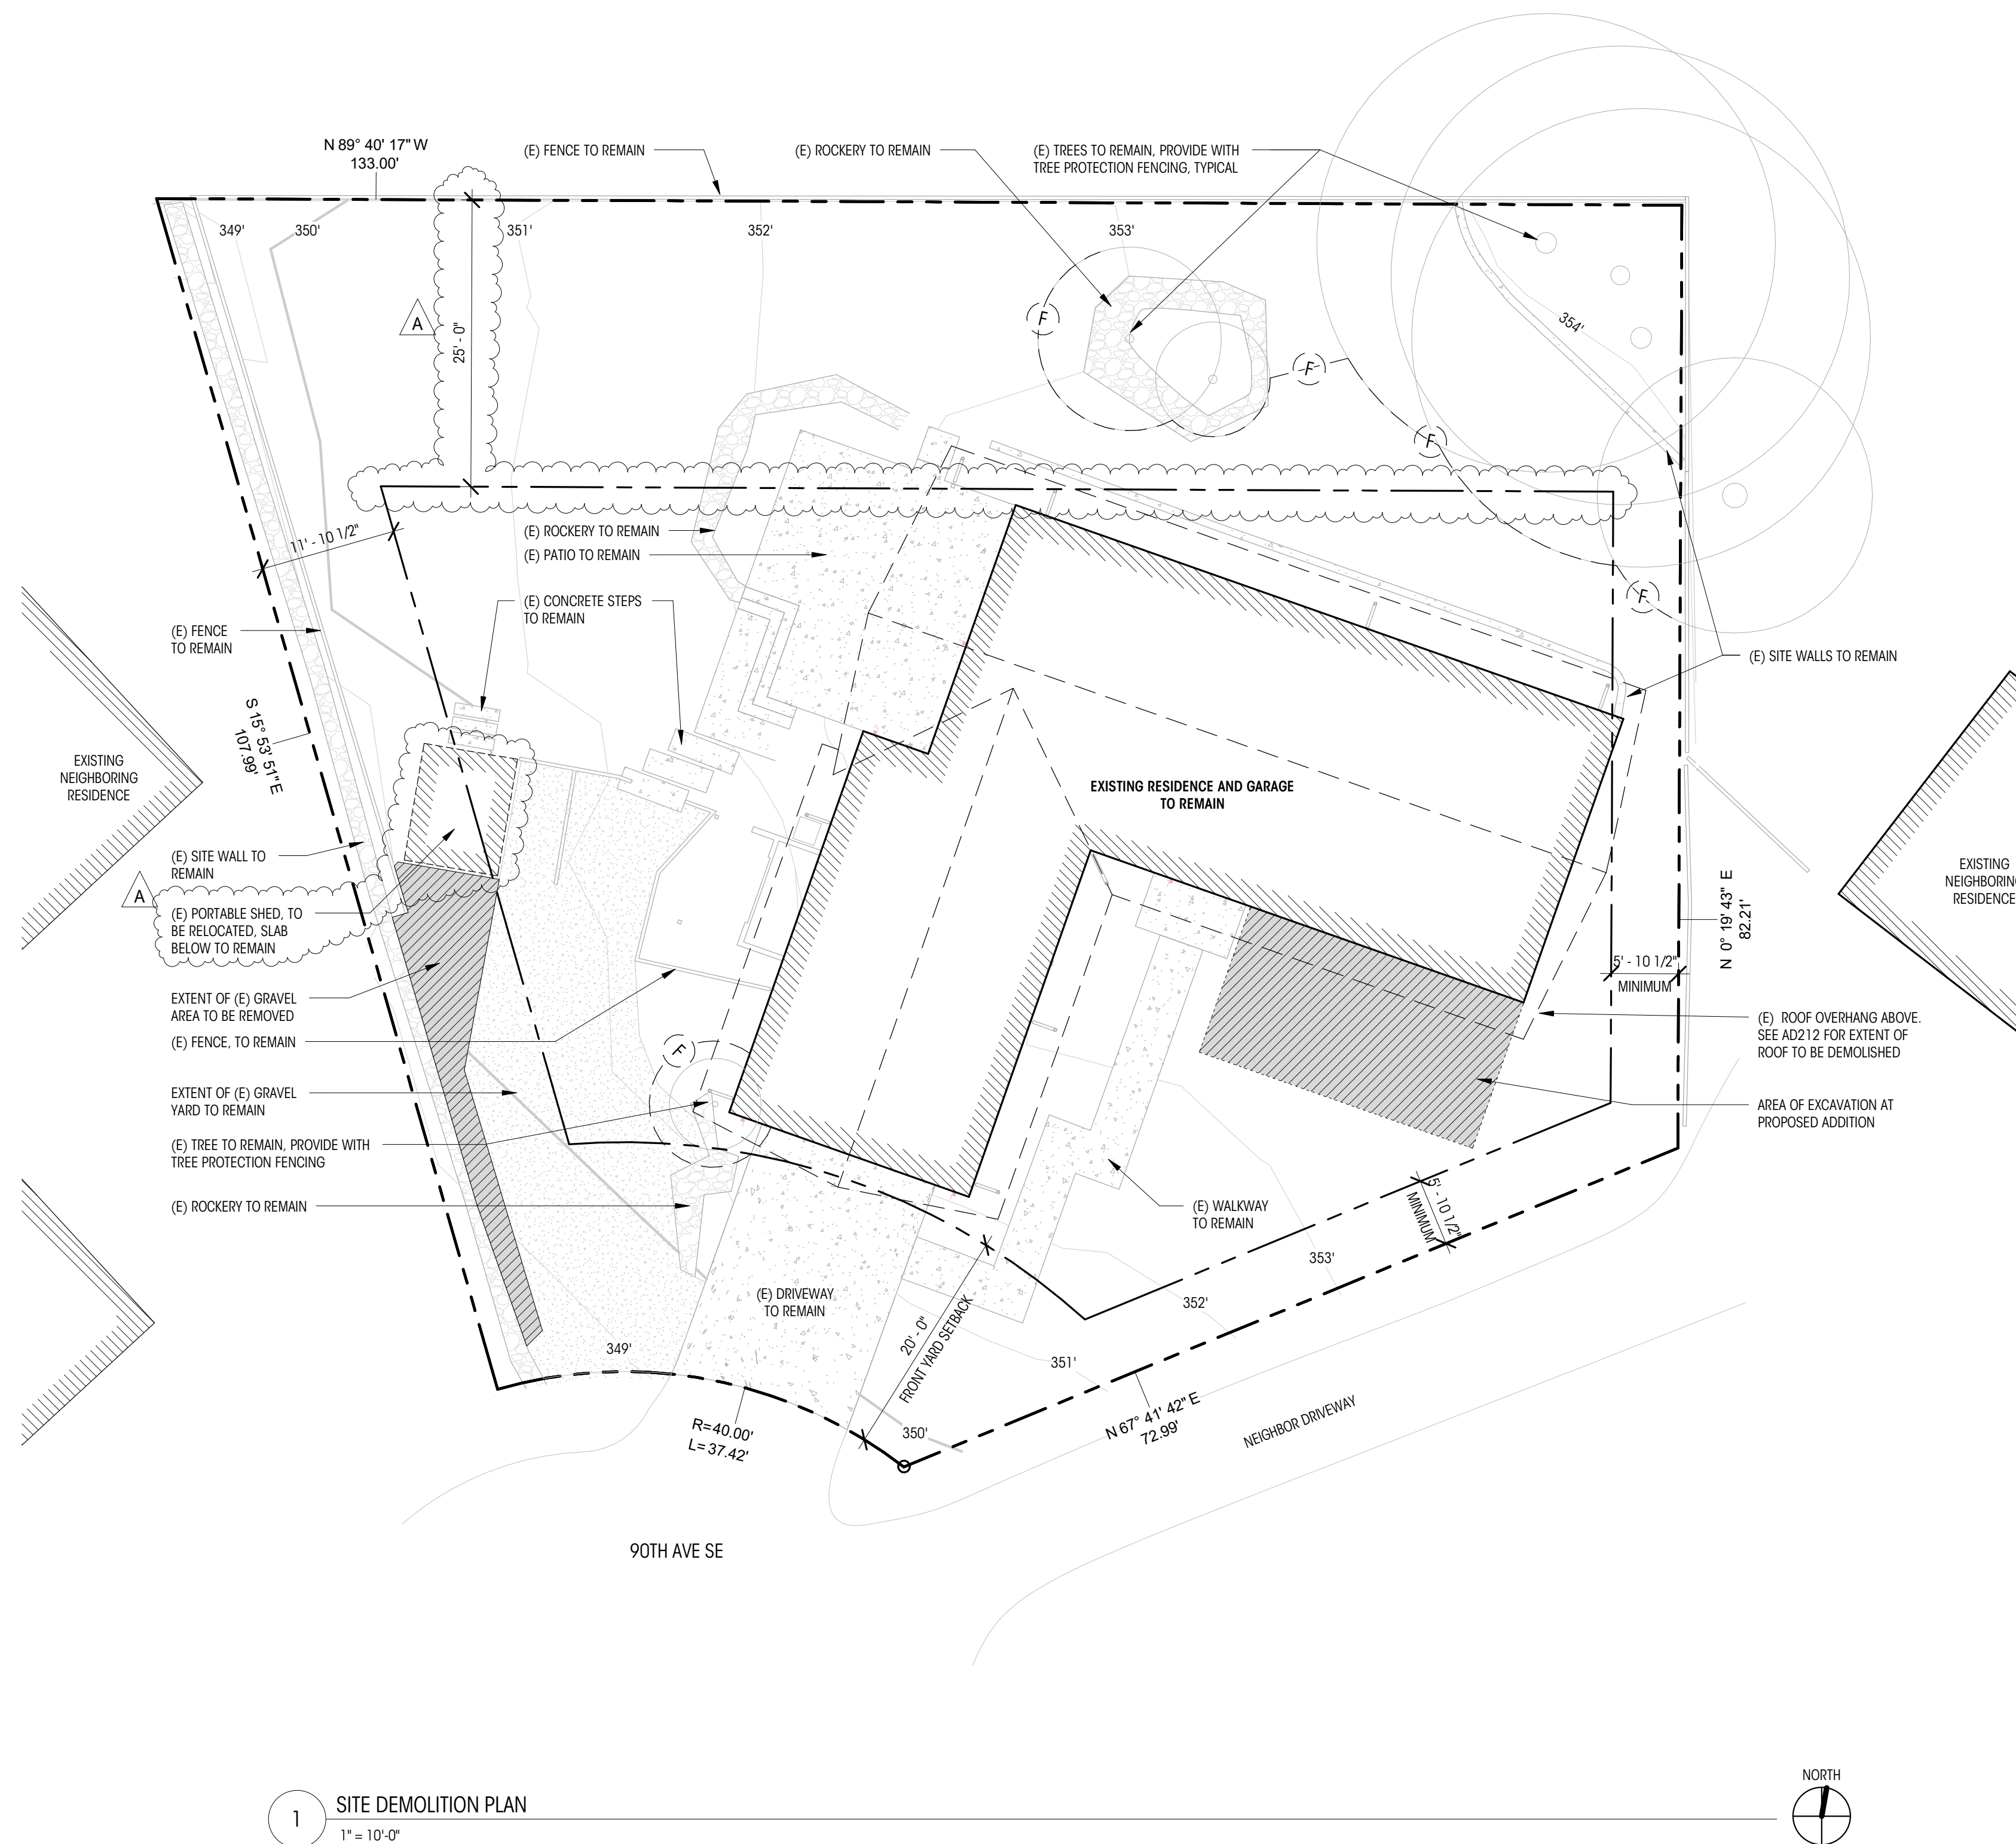 N 89° 40' 17" W
133.00'
(E) FENCE TO REMAIN
(E) ROCKERY TO REMAIN
(E) TREES TO REMAIN, PROVIDE WITH
TREE PROTECTION FENCING, TYPICAL
349'
350'
351'
352'
353'
354'
A
25' - 0"
F
F
F
F
11' - 10 1/2"
(E) ROCKERY TO REMAIN
(E) PATIO TO REMAIN
(E) CONCRETE STEPS
TO REMAIN
(E) FENCE
TO REMAIN
(E) SITE WALLS TO REMAIN
S 15° 53' 51" E
107.99'
EXISTING
NEIGHBORING
RESIDENCE
EXISTING RESIDENCE AND GARAGE
TO REMAIN
(E) SITE WALL TO
REMAIN
A
(E) PORTABLE SHED, TO
BE RELOCATED, SLAB
BELOW TO REMAIN
EXISTING
NEIGHBORING
RESIDENCE
N 0° 19' 43" E
82.21'
5' - 10 1/2"
MINIMUM
EXTENT OF (E) GRAVEL
AREA TO BE REMOVED
(E) FENCE, TO REMAIN
(E) ROOF OVERHANG ABOVE.
SEE AD212 FOR EXTENT OF
ROOF TO BE DEMOLISHED
F
EXTENT OF (E) GRAVEL
YARD TO REMAIN
AREA OF EXCAVATION AT
PROPOSED ADDITION
(E) TREE TO REMAIN, PROVIDE WITH
TREE PROTECTION FENCING
(E) ROCKERY TO REMAIN
(E) WALKWAY
TO REMAIN
5' - 10 1/2"
MINIMUM
353'
(E) DRIVEWAY
TO REMAIN
352'
20' - 0"
FRONT YARD SETBACK
349'
351'
350'
R=40.00'
L=37.42'
N 67° 41' 42" E
72.99'
NEIGHBOR DRIVEWAY
90TH AVE SE
NORTH
1
SITE DEMOLITION PLAN
1" = 10'-0"